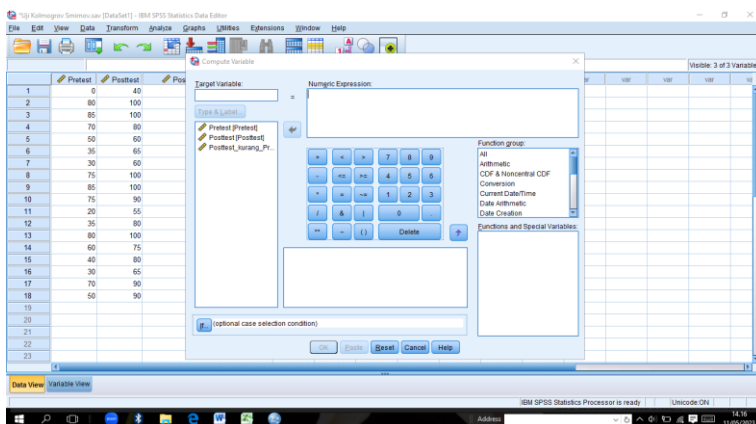 *Uji Kolmogrov Smirnov.sav [DataSet1] - IBM SPSS Statistics Data Editor
File Edit View Data Transform Analyze Graphs Utilities Extensions Window Help
Visible: 3 of 3 Variable
Pretest Posttest Pos
var var var
1 0 40
2 80 100
3 85 100
4 70 80
5 50 60
6 35 65
7 30 60
8 75 100
9 85 100
10 75 90
11 20 55
12 35 80
13 80 100
14 60 75
15 40 80
16 30 65
17 70 90
18 50 90
19
20
21
22
23
Compute Variable
Target Variable:
Numeric Expression:
=
Type & Label...
Pretest [Pretest]
Posttest [Posttest]
Posttest_kurang_Pr...
+ < > 7 8 9
- <= >= 4 5 6
* = ~= 1 2 3
/ & | 0 .
** ~ ( ) Delete
Function group:
All
Arithmetic
CDF & Noncentral CDF
Conversion
Current Date/Time
Date Arithmetic
Date Creation
Functions and Special Variables:
If... (optional case selection condition)
OK Paste Reset Cancel Help
Data View Variable View
IBM SPSS Statistics Processor is ready Unicode:ON
Address
14.16